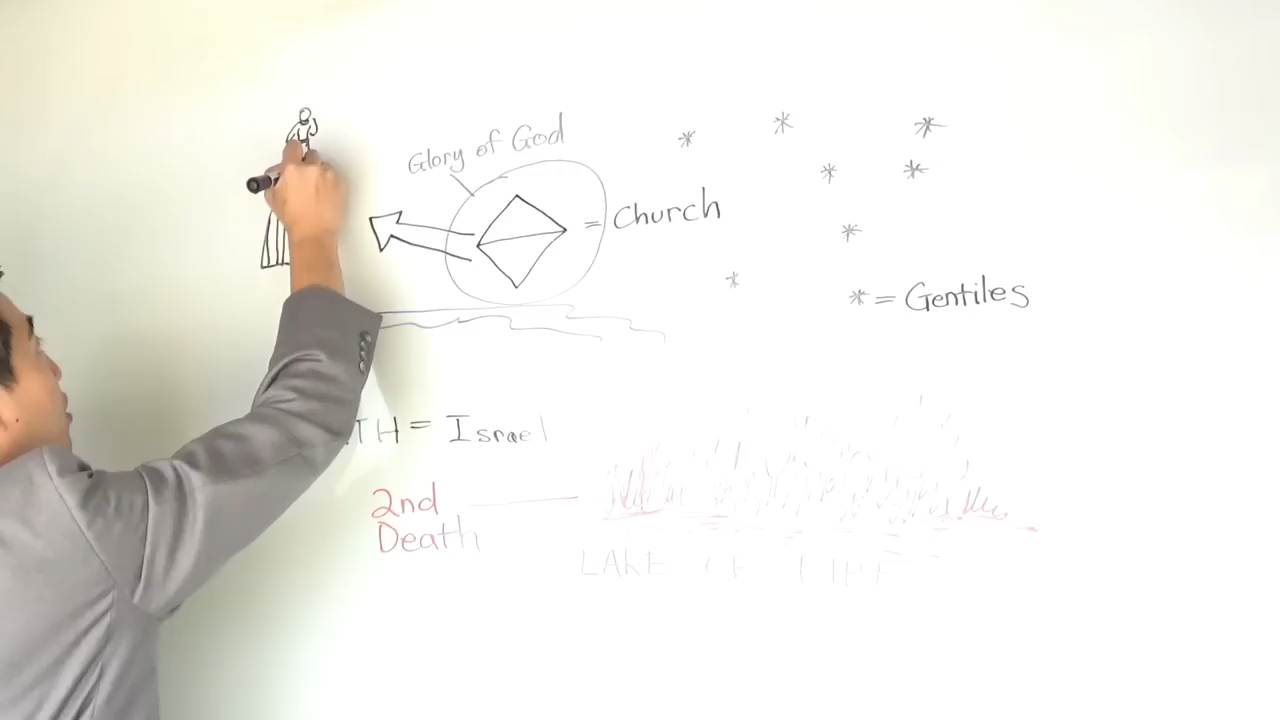 Glory of God
= Church
* = Gentiles
TH = Israel
2nd
Death
LAKE OF FIRE